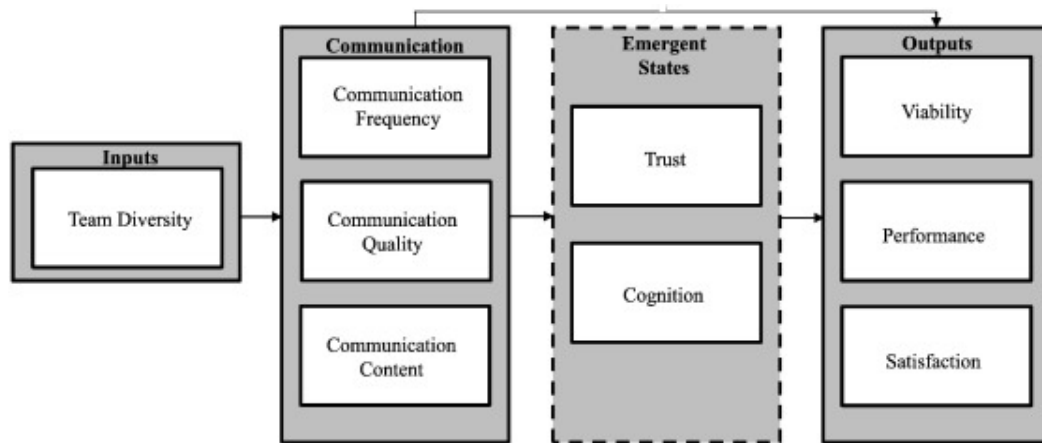 Inputs
Team Diversity
Communication
Communication
Frequency
Communication
Quality
Communication
Content
Emergent
States
Trust
Cognition
Outputs
Viability
Performance
Satisfaction